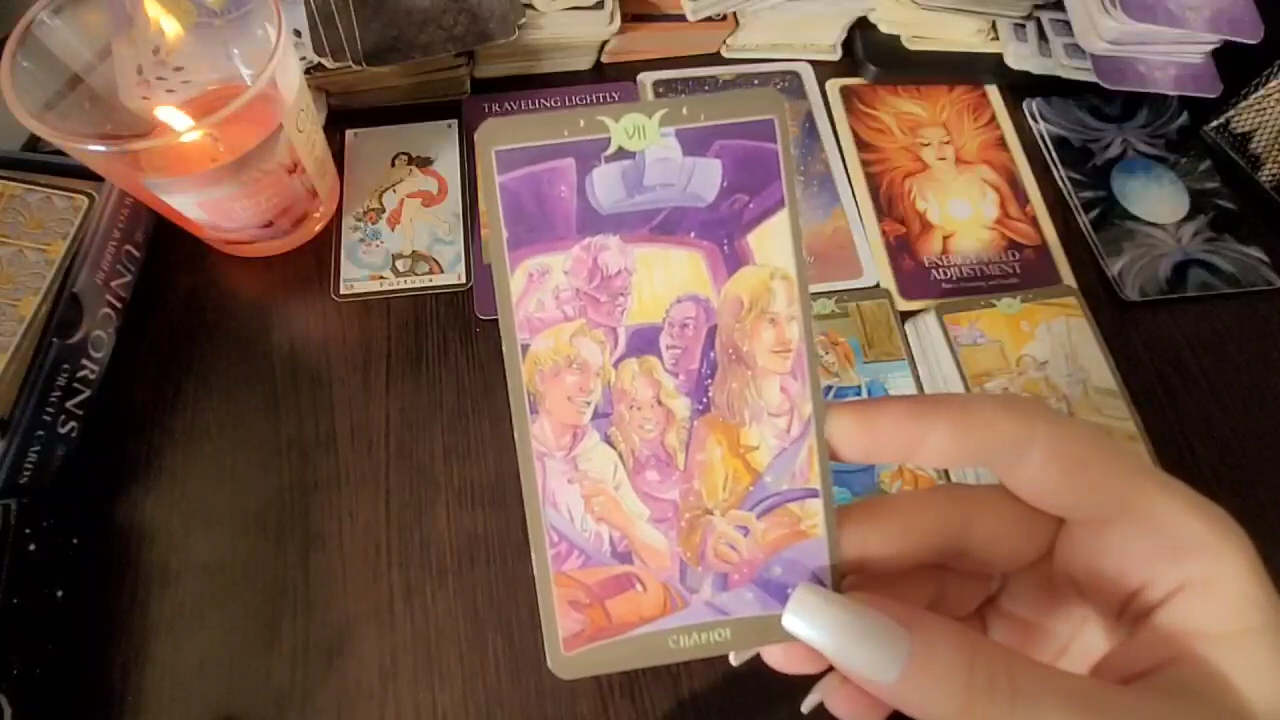 TRAVELING LIGHTLY
VII
Fortuna
ENERGY FIELD
ADJUSTMENT
UNICORNS
ORACLE CARDS
CHARIOT